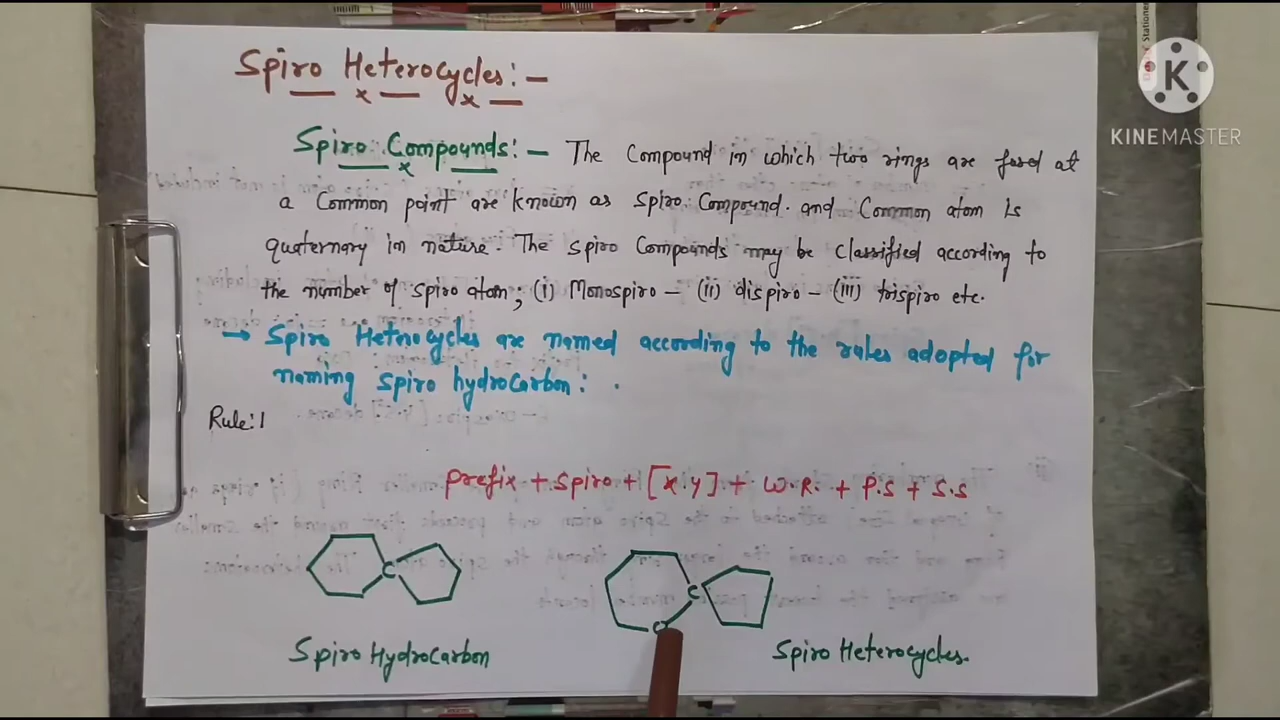 Spiro Heterocycles:-
Spiro Compounds:- The Compound in which two rings are fused at
a Common point are known as Spiro Compound. and Common atom is
quaternary in nature. The spiro Compounds may be classified according to
the number of spiro atom; (i) Monospiro - (ii) dispiro - (iii) trispiro etc.
→ Spiro Heterocycles are named according to the rules adopted for
naming spiro hydrocarbon:
Rule:1
prefix + spiro + [x.y] + W.R. + P.S + S.S
C
C
Spiro Hydrocarbon
Spiro Heterocycles.
K
KINEMASTER